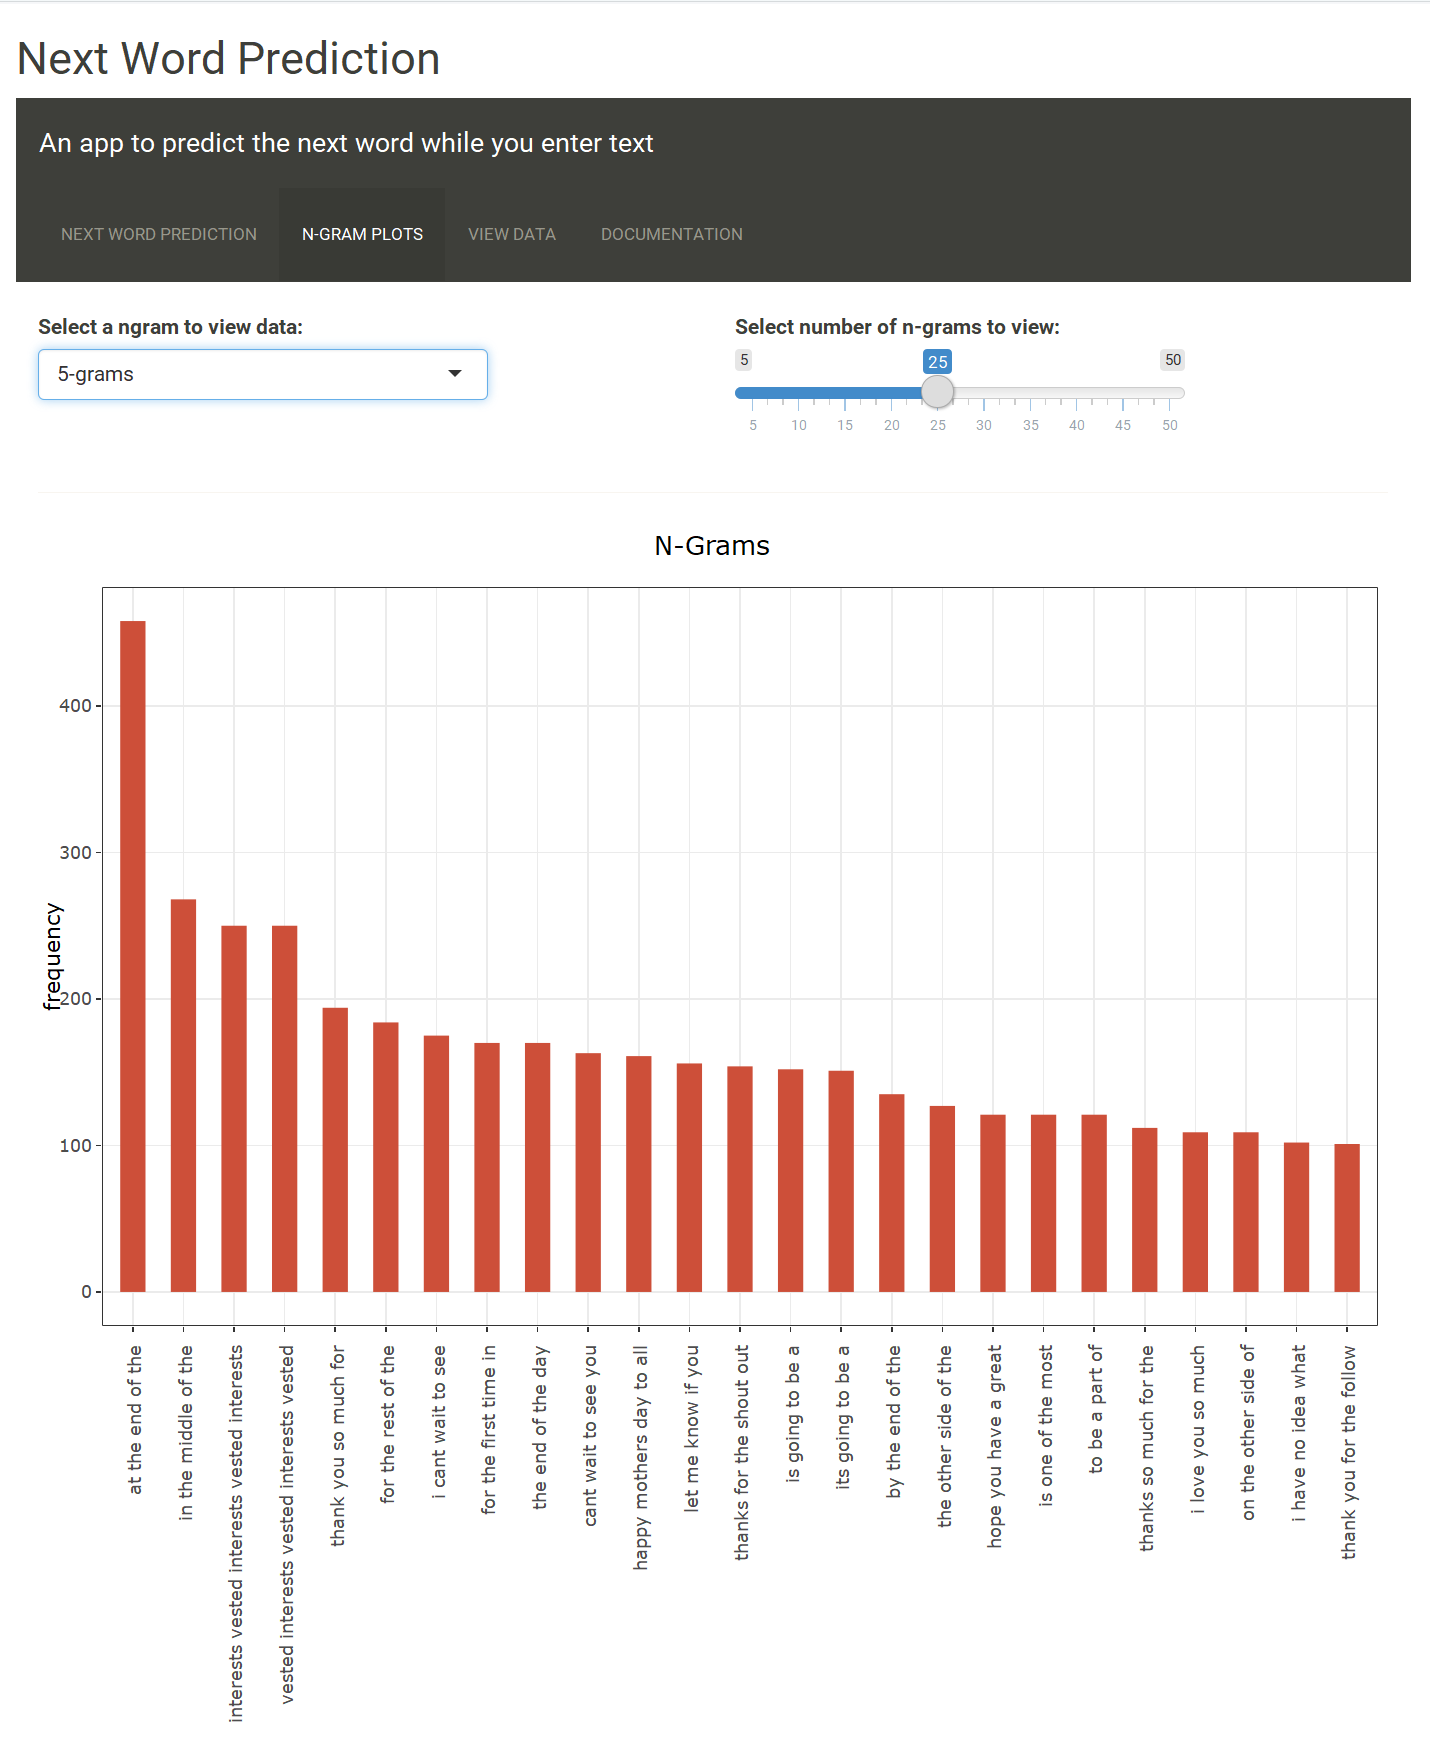 Next Word Prediction
An app to predict the next word while you enter text
NEXT WORD PREDICTION N-GRAM PLOTS VIEW DATA DOCUMENTATION
Select a ngram to view data:
5-grams
Select number of n-grams to view:
5 25 50
5 10 15 20 25 30 35 40 45 50
N-Grams
frequency
400
300
200
100
0
at the end of the
in the middle of the
interests vested interests vested interests
vested interests vested interests vested
thank you so much for
for the rest of the
i cant wait to see
for the first time in
the end of the day
cant wait to see you
happy mothers day to all
let me know if you
thanks for the shout out
is going to be a
its going to be a
by the end of the
the other side of the
hope you have a great
is one of the most
to be a part of
thanks so much for the
i love you so much
on the other side of
i have no idea what
thank you for the follow